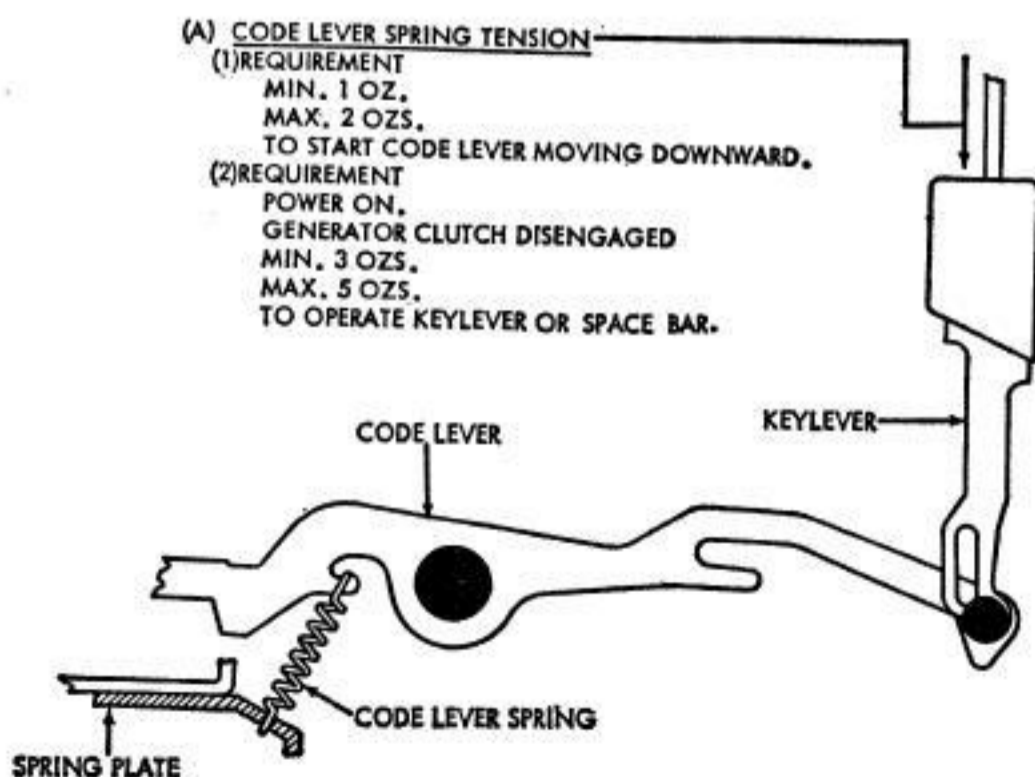 (A) CODE LEVER SPRING TENSION
(1)REQUIREMENT
MIN. 1 OZ.
MAX. 2 OZS.
TO START CODE LEVER MOVING DOWNWARD.
(2)REQUIREMENT
POWER ON.
GENERATOR CLUTCH DISENGAGED
MIN. 3 OZS.
MAX. 5 OZS.
TO OPERATE KEYLEVER OR SPACE BAR.
KEYLEVER
CODE LEVER
CODE LEVER SPRING
SPRING PLATE